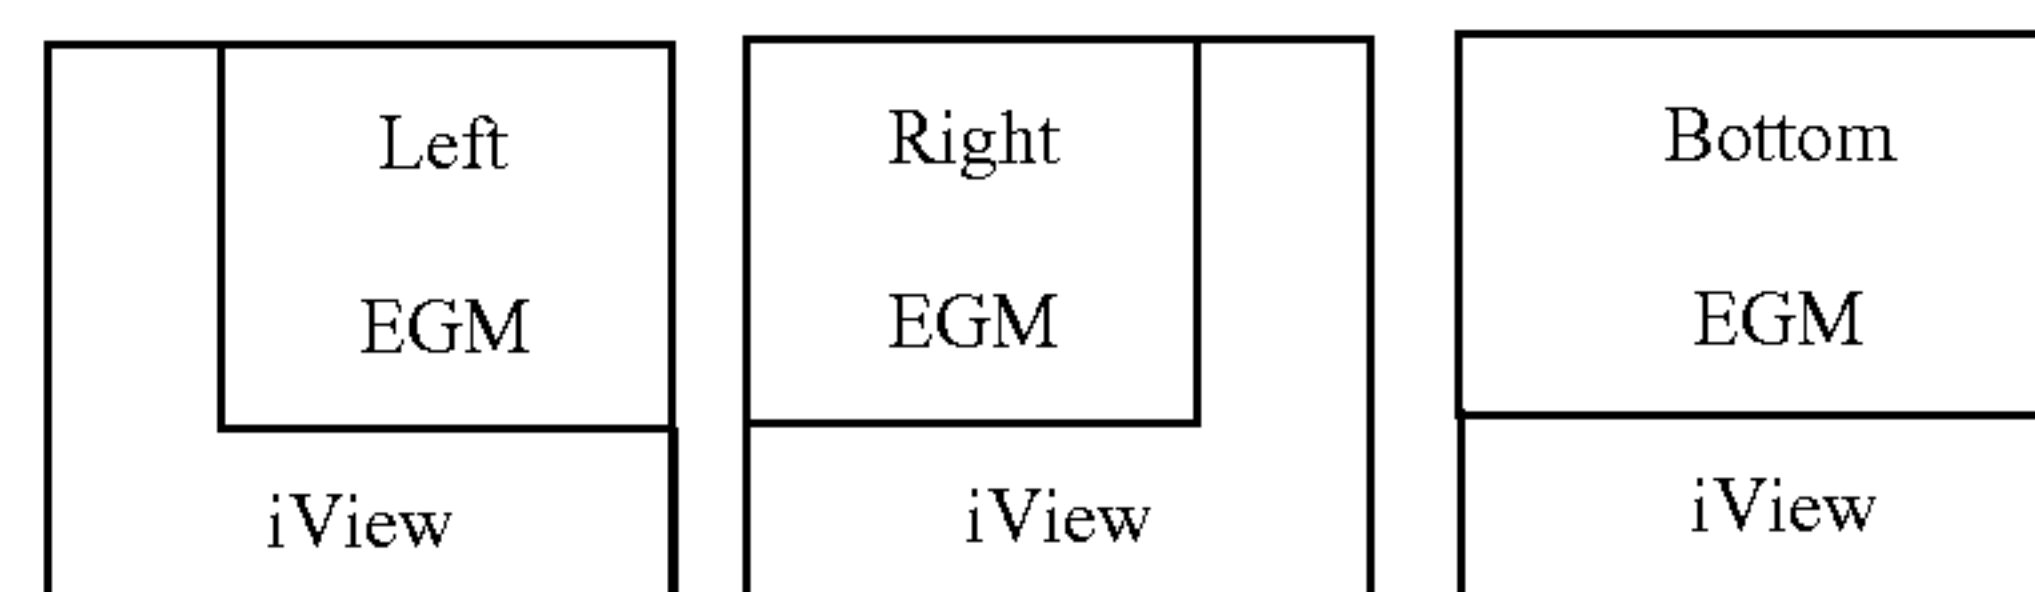 Left
EGM
iView
Right
EGM
iView
Bottom
EGM
iView